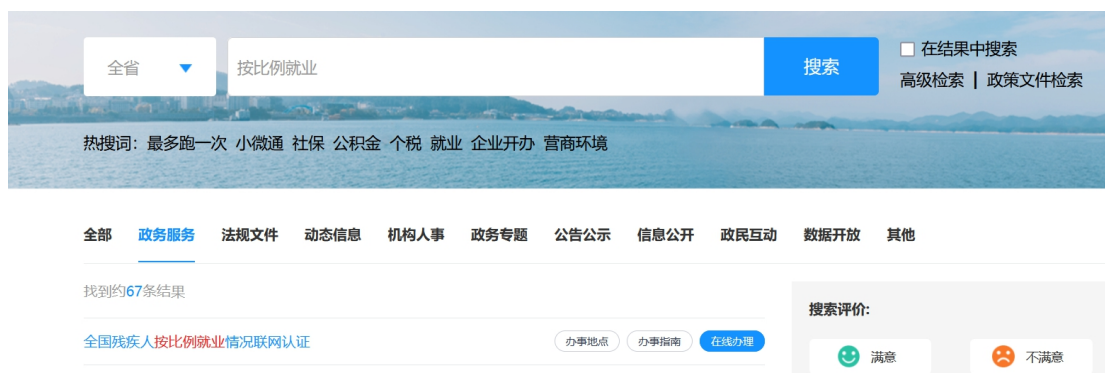 全省 按比例就业 搜索 在结果中搜索
高级检索 | 政策文件检索
热搜词: 最多跑一次 小微通 社保 公积金 个税 就业 企业开办 营商环境
全部 政务服务 法规文件 动态信息 机构人事 政务专题 公告公示 信息公开 政民互动 数据开放 其他
找到约67条结果
搜索评价:
全国残疾人按比例就业情况联网认证 办事地点 办事指南 在线办理
满意 不满意